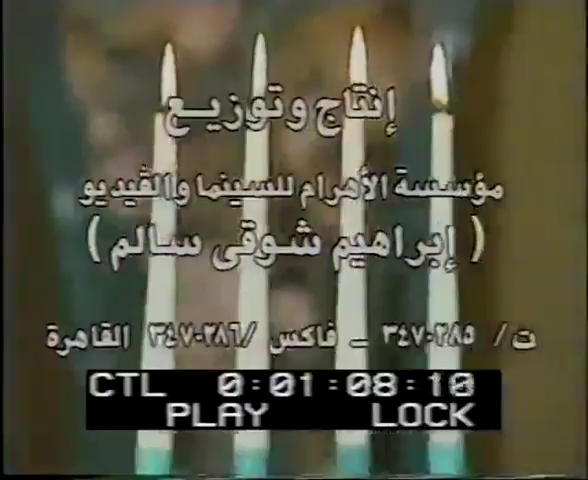 إنتاج وتوزيع
مؤسسة الأهرام للسينما والڤيديو
( إبراهيم شوقى سالم )
ت / ٣٤٧٠٢٨٥ ـ فاكس /٣٤٧٠٢٨٦ القاهرة
CTL 0:01:08:10
PLAY LOCK